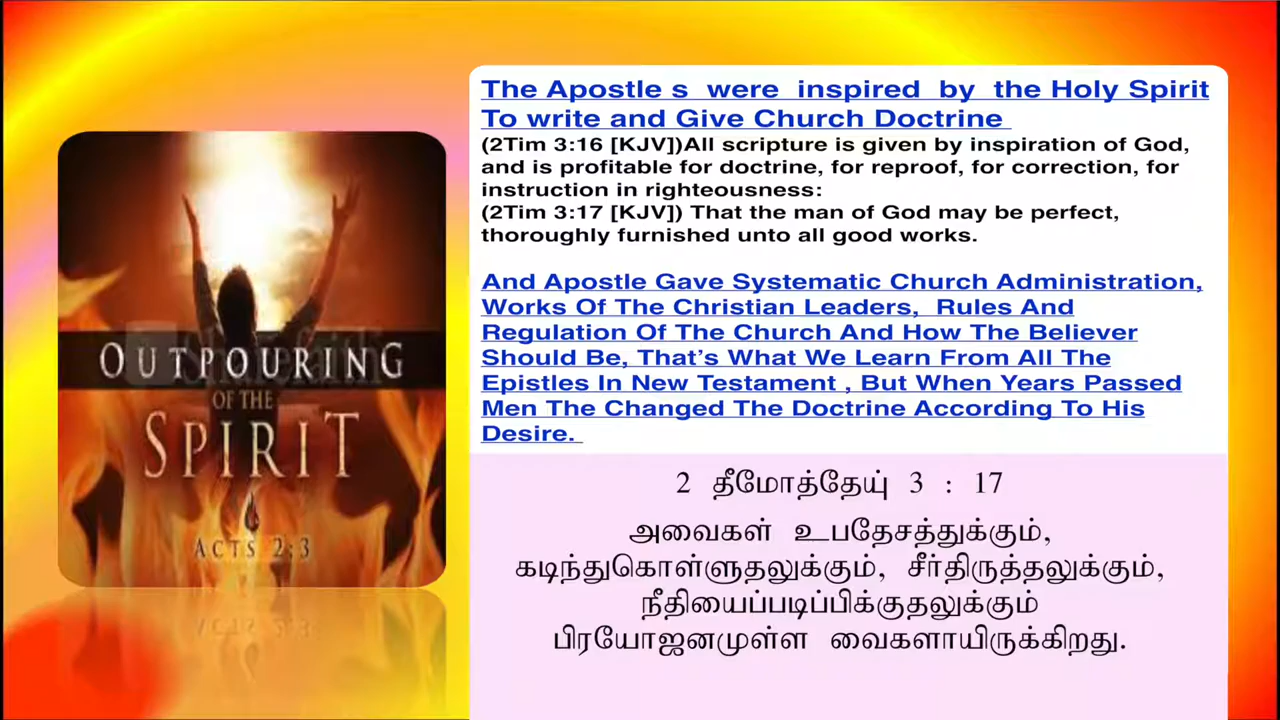 OUTPOURING
OF THE
SPIRIT
ACTS 2:3
The Apostle s were inspired by the Holy Spirit
To write and Give Church Doctrine
(2Tim 3:16 [KJV])All scripture is given by inspiration of God,
and is profitable for doctrine, for reproof, for correction, for
instruction in righteousness:
(2Tim 3:17 [KJV]) That the man of God may be perfect,
thoroughly furnished unto all good works.
And Apostle Gave Systematic Church Administration,
Works Of The Christian Leaders, Rules And
Regulation Of The Church And How The Believer
Should Be, That's What We Learn From All The
Epistles In New Testament , But When Years Passed
Men The Changed The Doctrine According To His
Desire.
2 தீமோத்தேயு 3 : 17
அவைகள் உபதேசத்துக்கும்,
கடிந்துகொள்ளுதலுக்கும், சீர்திருத்தலுக்கும்,
நீதியைப்படிப்பிக்குதலுக்கும்
பிரயோஜனமுள்ள வைகளாயிருக்கிறது.